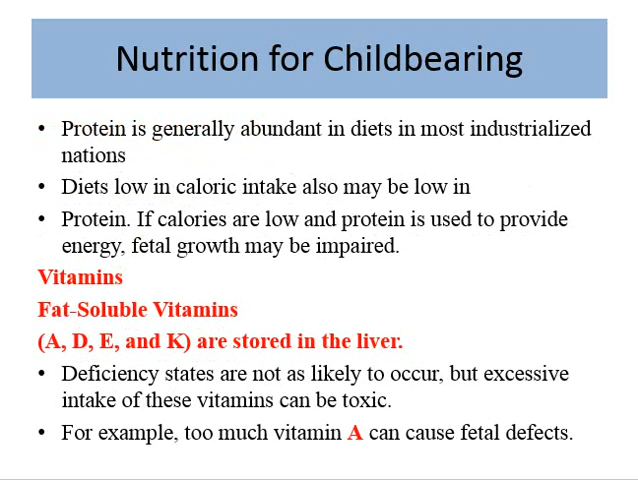 Nutrition for Childbearing
• Protein is generally abundant in diets in most industrialized
nations
• Diets low in caloric intake also may be low in
• Protein. If calories are low and protein is used to provide
energy, fetal growth may be impaired.
Vitamins
Fat-Soluble Vitamins
(A, D, E, and K) are stored in the liver.
• Deficiency states are not as likely to occur, but excessive
intake of these vitamins can be toxic.
• For example, too much vitamin A can cause fetal defects.